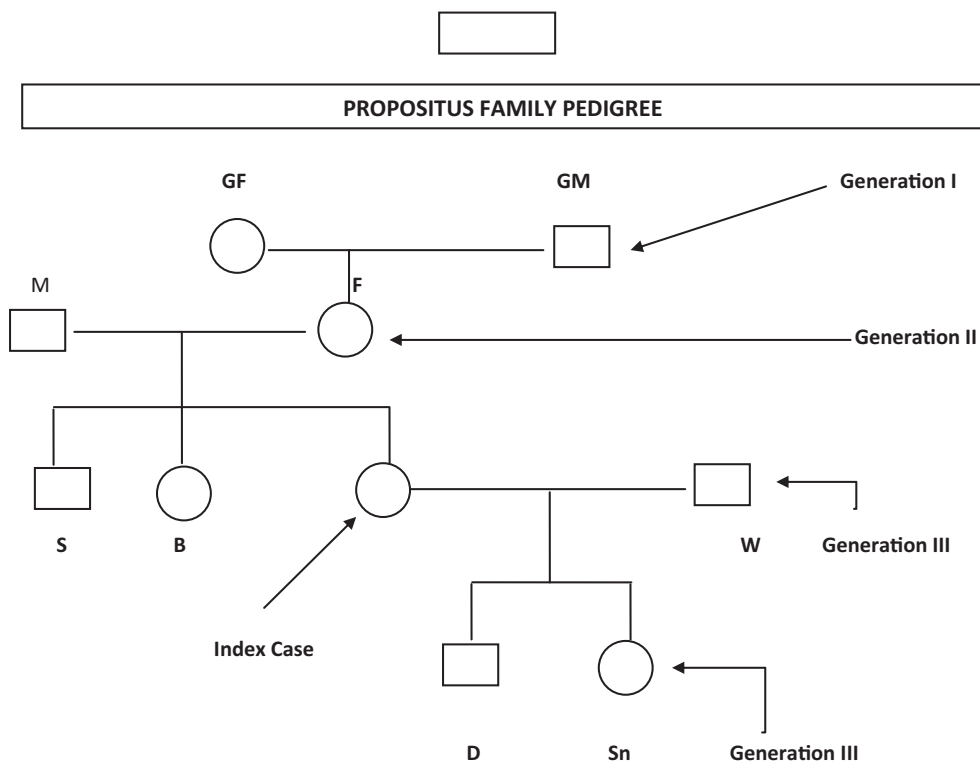 PROPOSITUS FAMILY PEDIGREE
GF GM Generation I
M F
Generation II
S B W Generation III
Index Case
D Sn Generation III